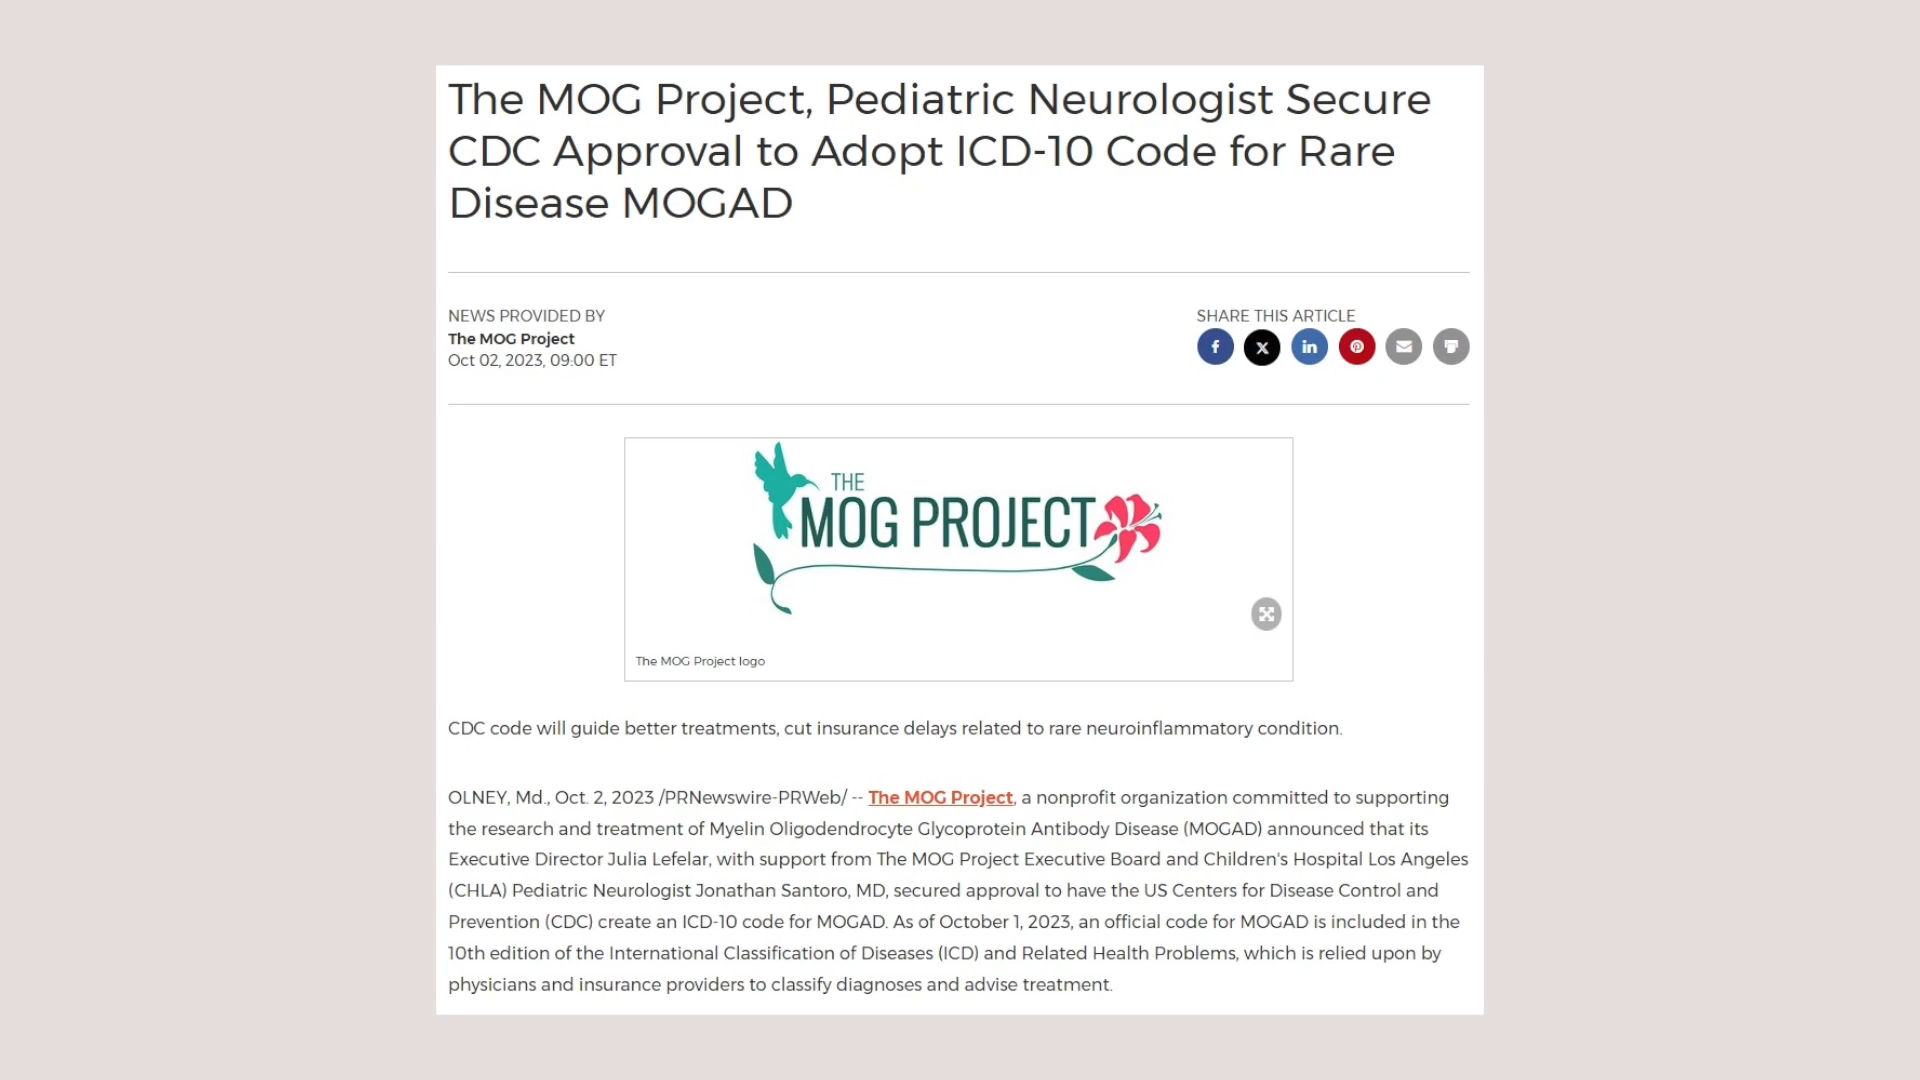 The MOG Project, Pediatric Neurologist Secure
CDC Approval to Adopt ICD-10 Code for Rare
Disease MOGAD
NEWS PROVIDED BY
The MOG Project
Oct 02, 2023, 09:00 ET
SHARE THIS ARTICLE
THE
MOG PROJECT
The MOG Project logo
CDC code will guide better treatments, cut insurance delays related to rare neuroinflammatory condition.
OLNEY, Md., Oct. 2, 2023 /PRNewswire-PRWeb/ -- The MOG Project, a nonprofit organization committed to supporting
the research and treatment of Myelin Oligodendrocyte Glycoprotein Antibody Disease (MOGAD) announced that its
Executive Director Julia Lefelar, with support from The MOG Project Executive Board and Children's Hospital Los Angeles
(CHLA) Pediatric Neurologist Jonathan Santoro, MD, secured approval to have the US Centers for Disease Control and
Prevention (CDC) create an ICD-10 code for MOGAD. As of October 1, 2023, an official code for MOGAD is included in the
10th edition of the International Classification of Diseases (ICD) and Related Health Problems, which is relied upon by
physicians and insurance providers to classify diagnoses and advise treatment.